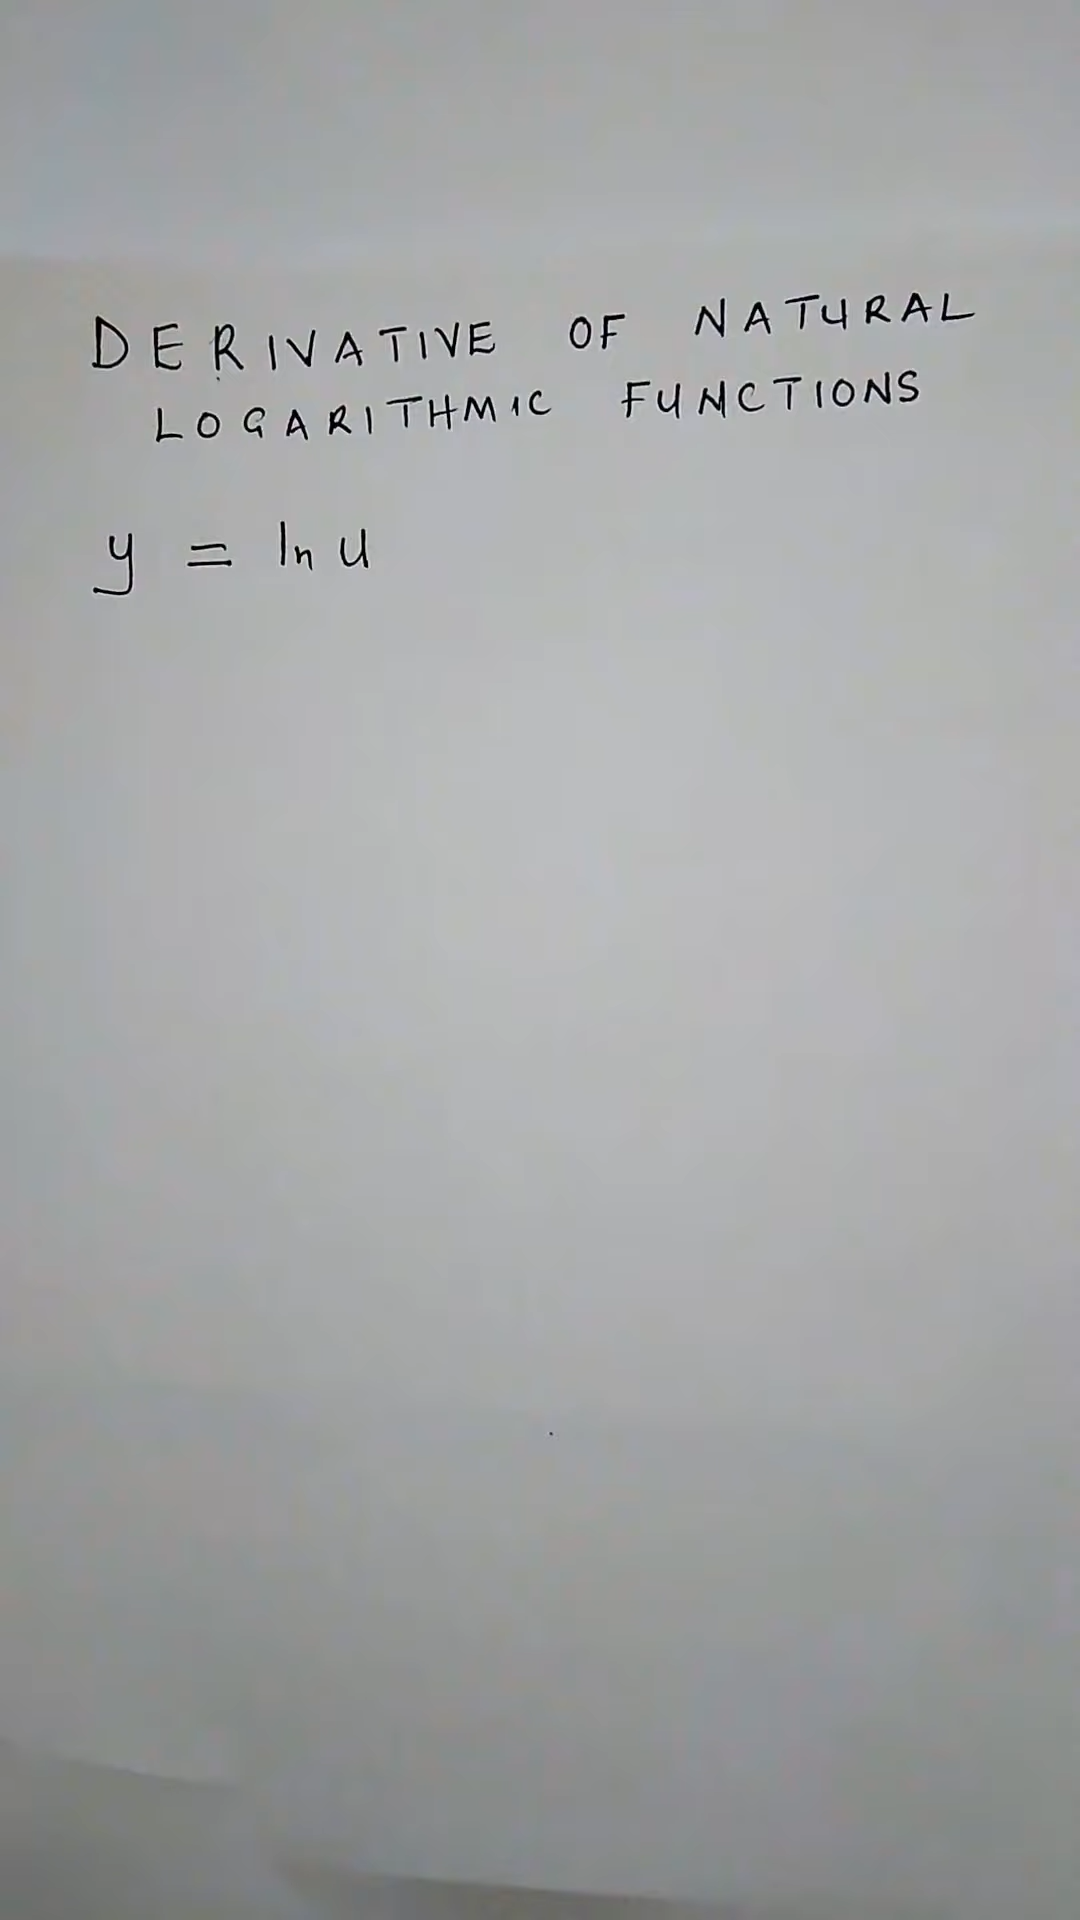 DERIVATIVE OF NATURAL
LOGARITHMIC FUNCTIONS
y = ln u